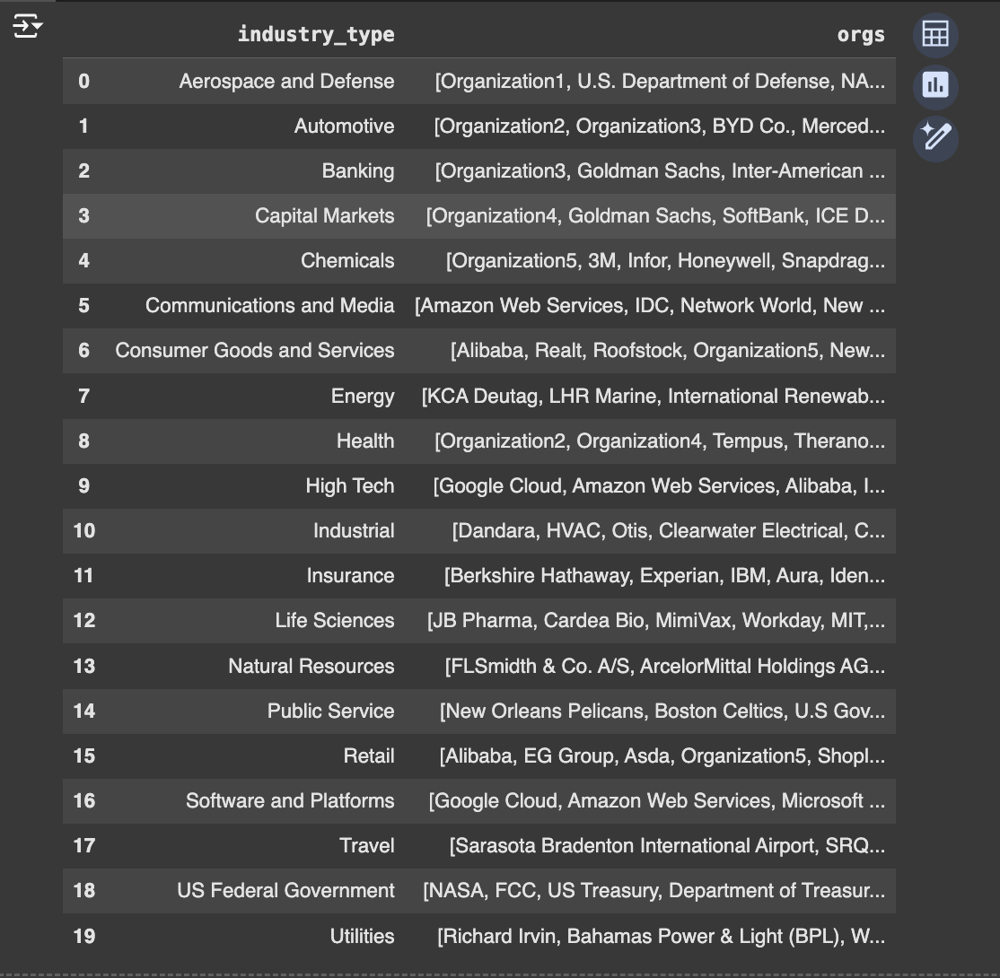 industry_type orgs
0 Aerospace and Defense [Organization1, U.S. Department of Defense, NA...
1 Automotive [Organization2, Organization3, BYD Co., Merced...
2 Banking [Organization3, Goldman Sachs, Inter-American ...
3 Capital Markets [Organization4, Goldman Sachs, SoftBank, ICE D...
4 Chemicals [Organization5, 3M, Infor, Honeywell, Snapdrag...
5 Communications and Media [Amazon Web Services, IDC, Network World, New ...
6 Consumer Goods and Services [Alibaba, Realt, Roofstock, Organization5, New...
7 Energy [KCA Deutag, LHR Marine, International Renewab...
8 Health [Organization2, Organization4, Tempus, Therano...
9 High Tech [Google Cloud, Amazon Web Services, Alibaba, I...
10 Industrial [Dandara, HVAC, Otis, Clearwater Electrical, C...
11 Insurance [Berkshire Hathaway, Experian, IBM, Aura, Iden...
12 Life Sciences [JB Pharma, Cardea Bio, MimiVax, Workday, MIT,...
13 Natural Resources [FLSmidth & Co. A/S, ArcelorMittal Holdings AG...
14 Public Service [New Orleans Pelicans, Boston Celtics, U.S Gov...
15 Retail [Alibaba, EG Group, Asda, Organization5, Shopl...
16 Software and Platforms [Google Cloud, Amazon Web Services, Microsoft ...
17 Travel [Sarasota Bradenton International Airport, SRQ...
18 US Federal Government [NASA, FCC, US Treasury, Department of Treasur...
19 Utilities [Richard Irvin, Bahamas Power & Light (BPL), W...